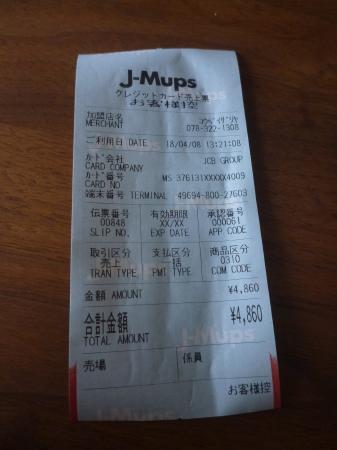 J-Mups
クレジットカード売上票
お客様控
加盟店名
MERCHANT
078-322-1308
ご利用日 DATE 18/04/08 13:21:08
カード会社 JCB GROUP
CARD COMPANY
カード番号
CARD NO MS 376131XXXXX4009
端末番号 TERMINAL 49694-800-27603
伝票番号 有効期限 承認番号
00848 XX/XX 000061
SLIP NO. EXP DATE APP CODE
取引区分 支払区分 商品区分
売上 一括 0310
TRAN TYPE PMT TYPE COM CODE
金額 AMOUNT ¥4,860
合計金額 ¥4,860
TOTAL AMOUNT
売場 係員
お客様控
J-Mups